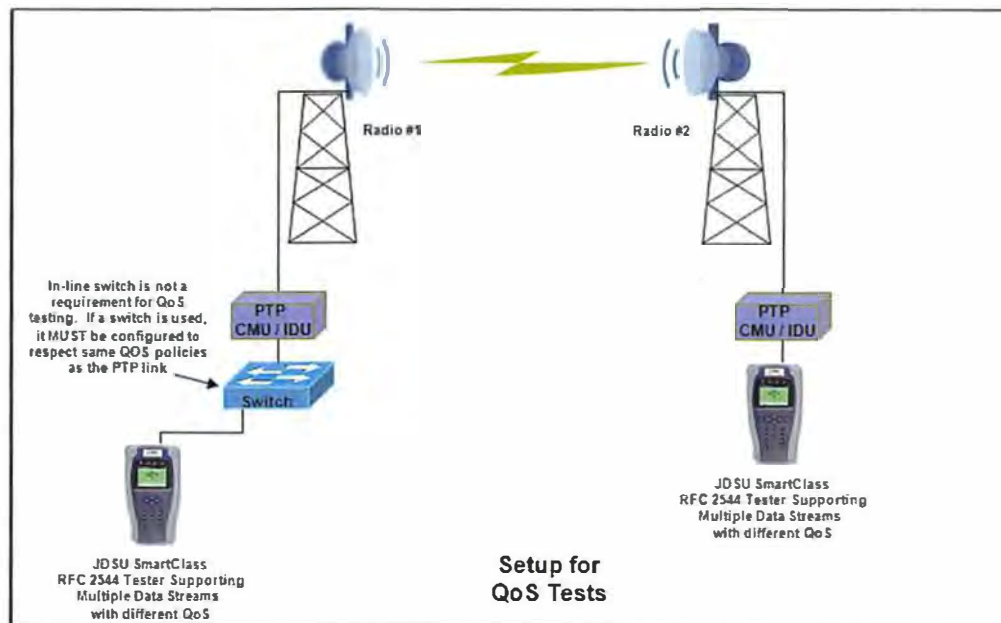 Radio #1
Radio #2
In-line switch is not a
requirement for QoS
testing. If a switch is used,
it MUST be configured to
respect same QOS policies
as the PTP link
PTP
CMU / IDU
PTP
CMU / IDU
Switch
JDSU SmartClass
RFC 2544 Tester Supporting
Multiple Data Streams
with different QoS
JDSU SmartClass
RFC 2544 Tester Supporting
Multiple Data Streams
with different QoS
Setup for
QoS Tests